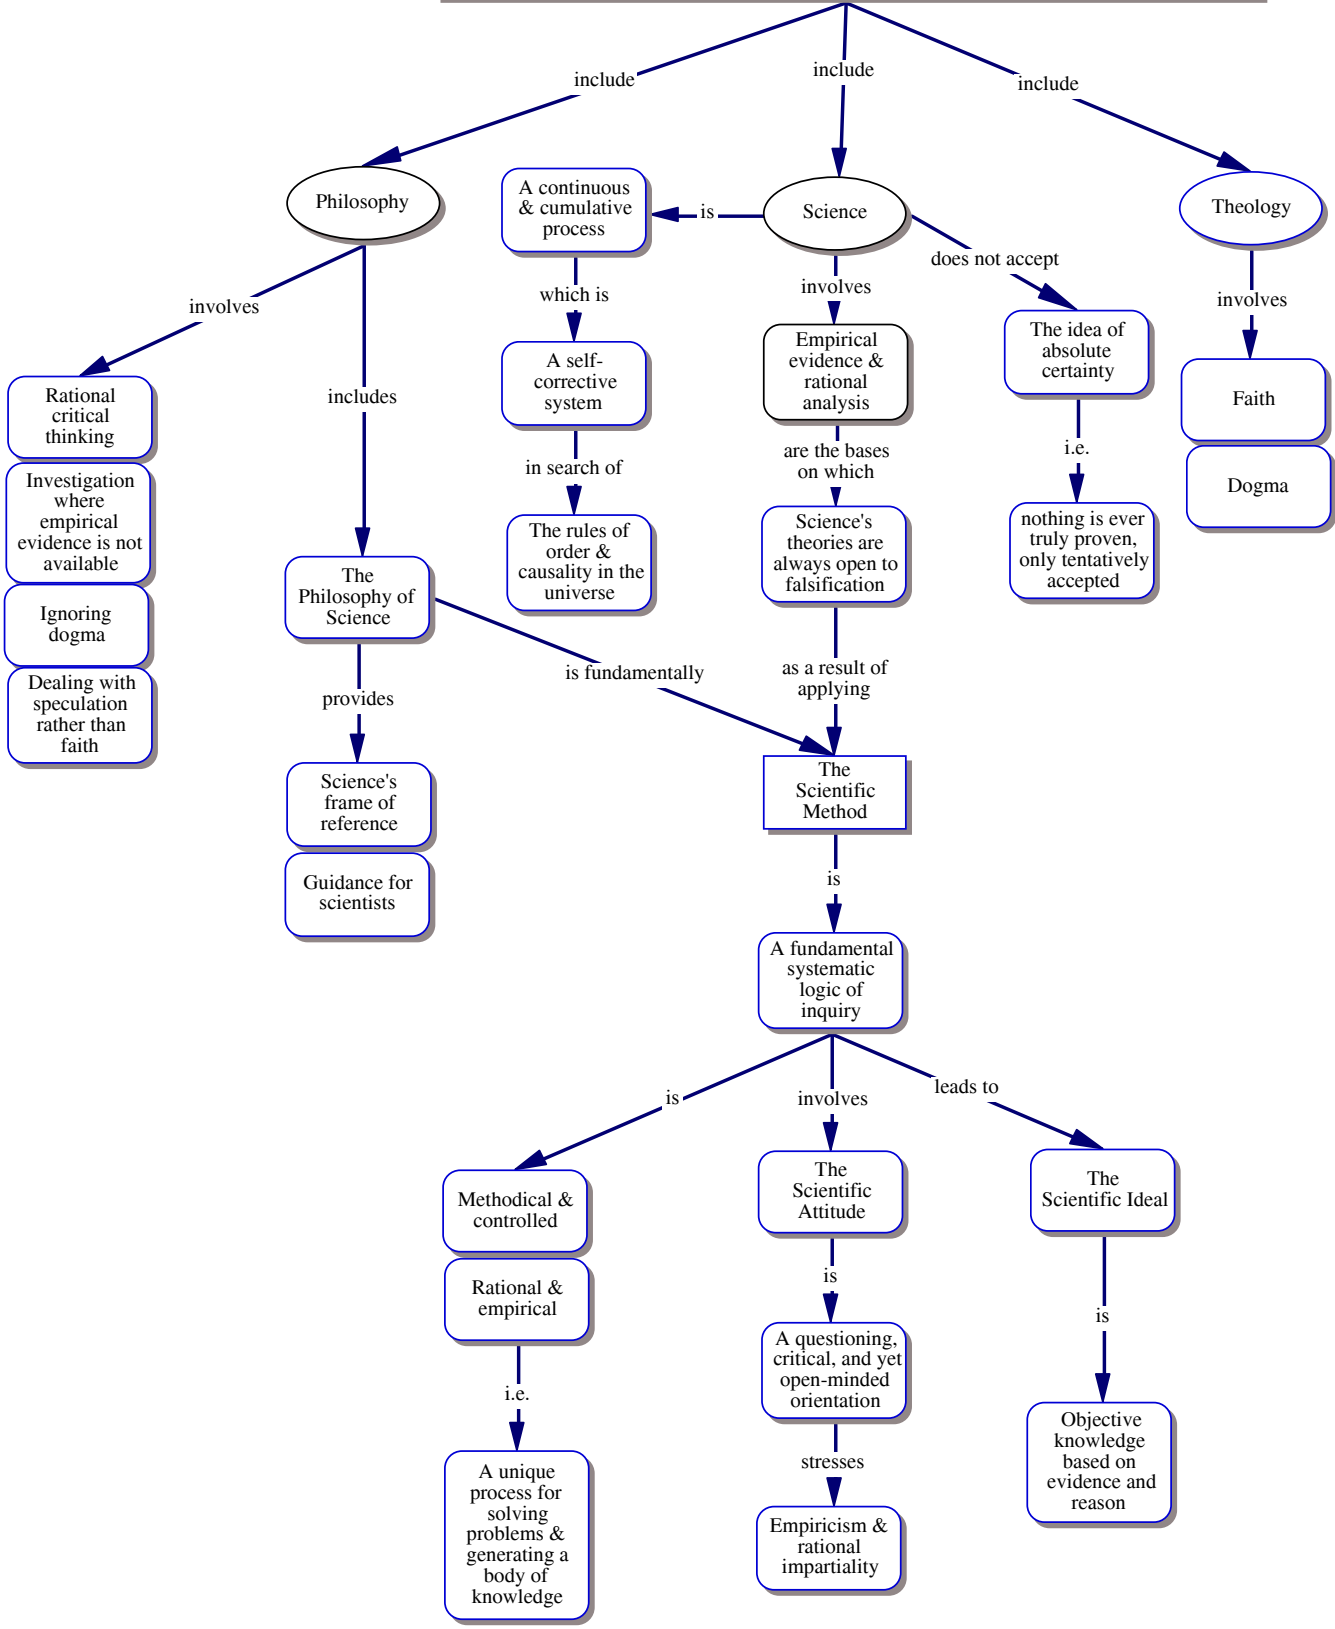 include
include
include
Philosophy
A continuous
& cumulative
process
is
Science
Theology
does not accept
involves
involves
which is
involves
The idea of
absolute
certainty
Empirical
evidence &
rational
analysis
A self-
corrective
system
Faith
Dogma
Rational
critical
thinking
includes
Investigation
where
empirical
evidence is not
available
Ignoring
dogma
Dealing with
speculation
rather than
faith
in search of
are the bases
on which
i.e.
The rules of
order &
causality in the
universe
Science's
theories are
always open to
falsification
nothing is ever
truly proven,
only tentatively
accepted
The
Philosophy of
Science
is fundamentally
as a result of
applying
provides
Science's
frame of
reference
Guidance for
scientists
The
Scientific
Method
is
A fundamental
systematic
logic of
inquiry
is
involves
leads to
Methodical &
controlled
Rational &
empirical
The
Scientific
Attitude
The
Scientific Ideal
is
is
i.e.
A questioning,
critical, and yet
open-minded
orientation
stresses
Objective
knowledge
based on
evidence and
reason
A unique
process for
solving
problems &
generating a
body of
knowledge
Empiricism &
rational
impartiality